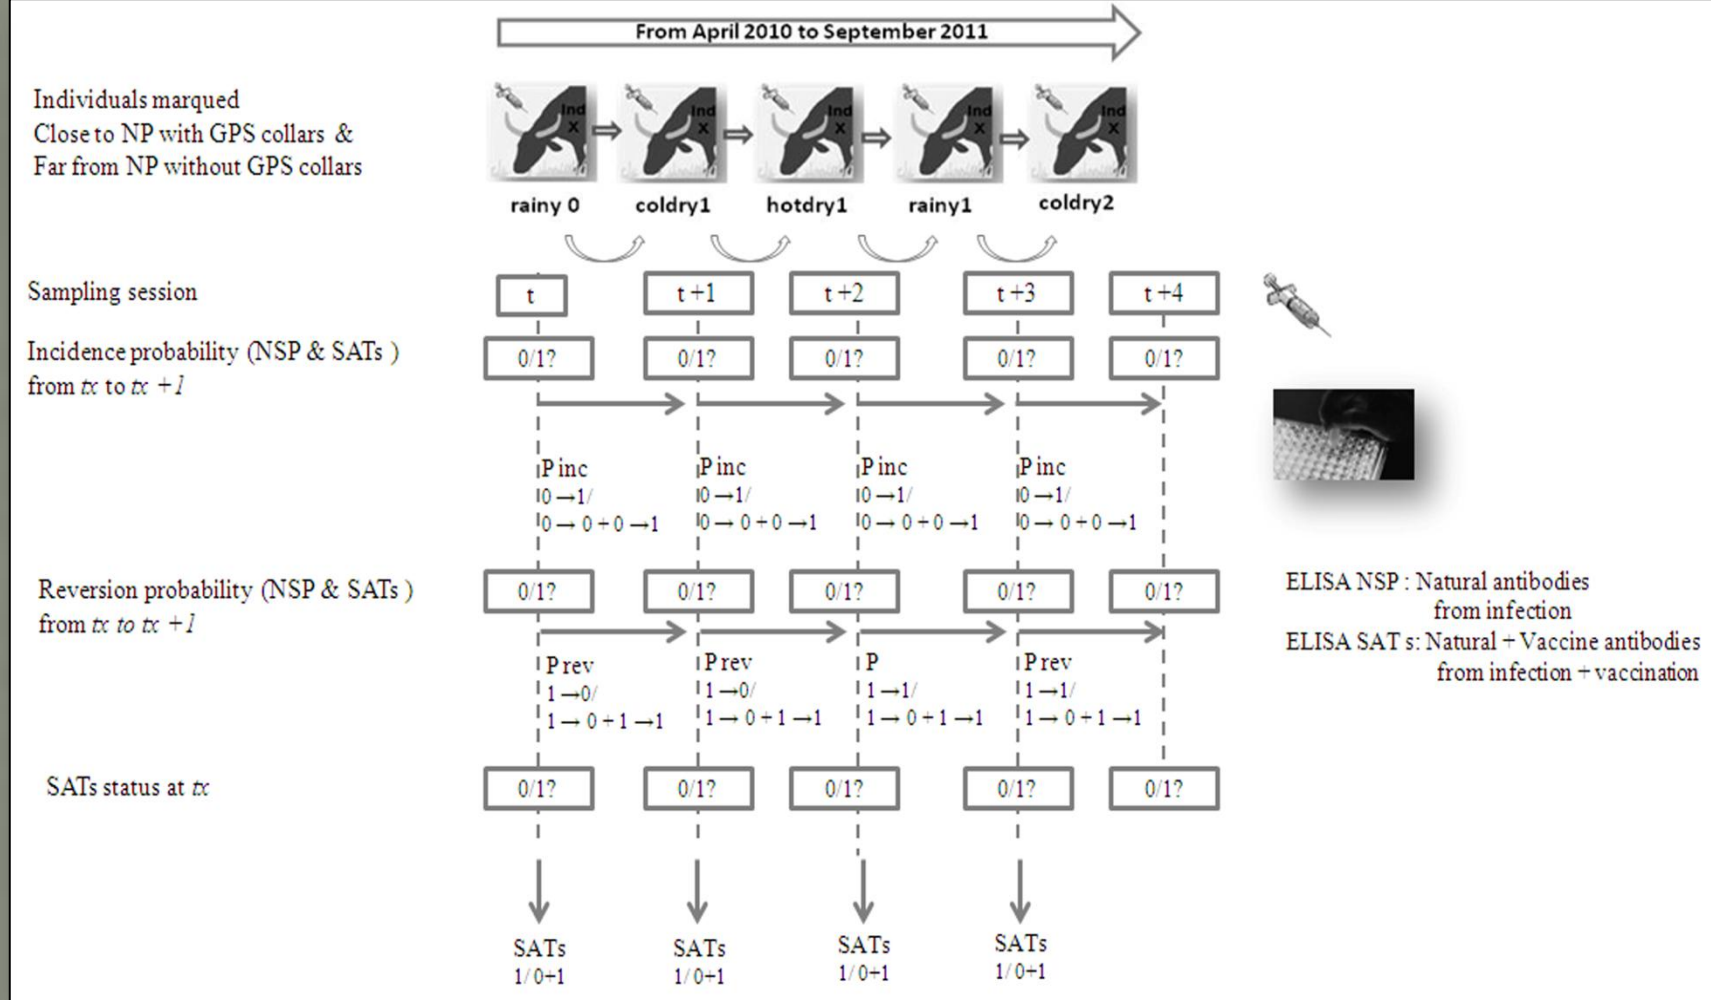 From April 2010 to September 2011
Individuals marqued
Close to NP with GPS collars &
Far from NP without GPS collars
Ind X
Ind X
Ind X
Ind X
Ind X
rainy 0 coldry1 hotdry1 rainy1 coldry2
Sampling session
t t +1 t +2 t +3 t +4
Incidence probability (NSP & SATs )
from tx to tx +1
0/1? 0/1? 0/1? 0/1? 0/1?
P inc P inc P inc P inc
0 →1/ 0 →1/ 0 →1/ 0 →1/
0 → 0 + 0 →1 0 → 0 + 0 →1 0 → 0 + 0 →1 0 → 0 + 0 →1
Reversion probability (NSP & SATs )
from tx to tx +1
0/1? 0/1? 0/1? 0/1? 0/1?
ELISA NSP : Natural antibodies
from infection
ELISA SAT s: Natural + Vaccine antibodies
from infection + vaccination
P rev P rev P P rev
1 →0/ 1 →0/ 1 →1/ 1 →1/
1 → 0 + 1 →1 1 → 0 + 1 →1 1 → 0 + 1 →1 1 → 0 + 1 →1
SATs status at tx
0/1? 0/1? 0/1? 0/1? 0/1?
SATs SATs SATs SATs
1/ 0+1 1/ 0+1 1/ 0+1 1/ 0+1